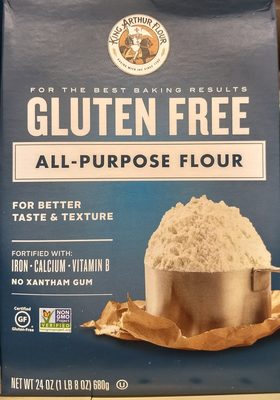 KING ARTHUR FLOUR
FOR THE BEST BAKING RESULTS
GLUTEN FREE
ALL-PURPOSE FLOUR
FOR BETTER
TASTE & TEXTURE
FORTIFIED WITH:
IRON • CALCIUM • VITAMIN B
NO XANTHAM GUM
Certified
GF
Gluten-Free
NON
GMO
Project
VERIFIED
NET WT 24 OZ (1 LB 8 OZ) 680g
U